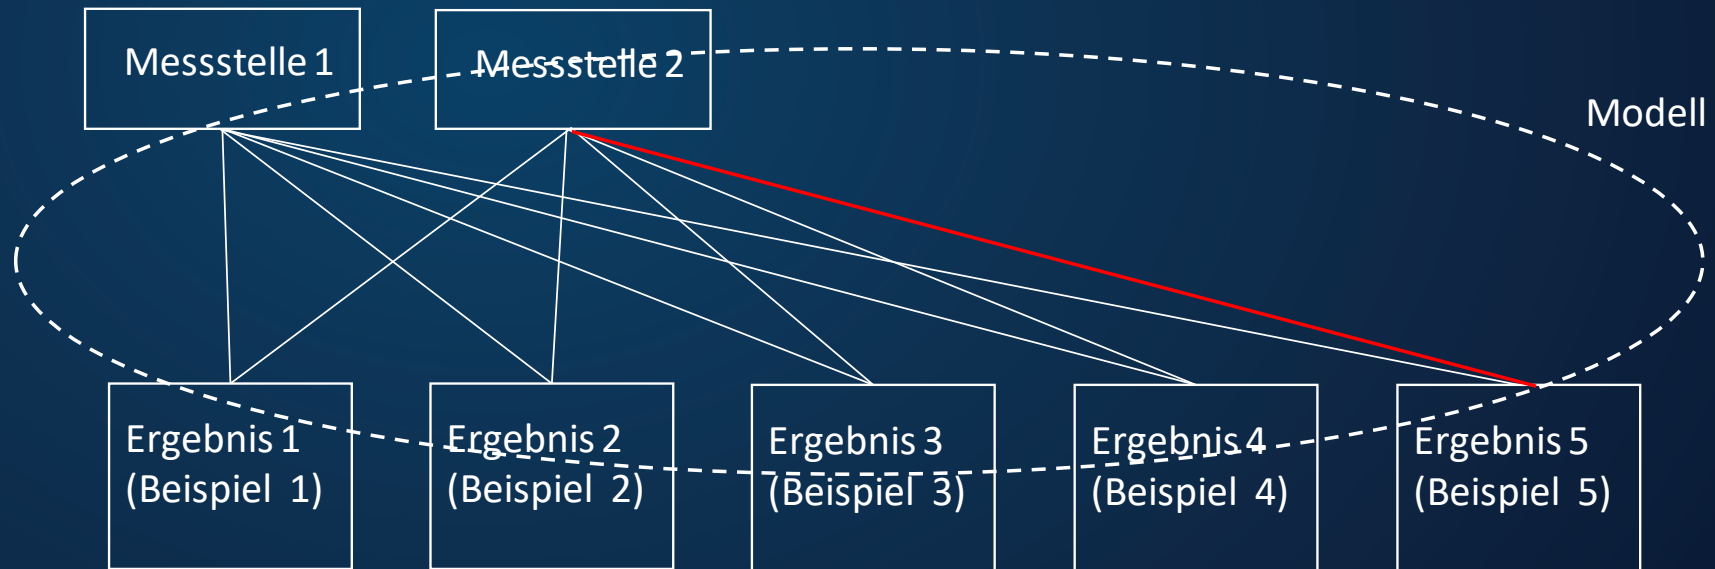 Messstelle 1
Messstelle 2
Modell
Ergebnis 1
(Beispiel 1)
Ergebnis 2
(Beispiel 2)
Ergebnis 3
(Beispiel 3)
Ergebnis 4
(Beispiel 4)
Ergebnis 5
(Beispiel 5)